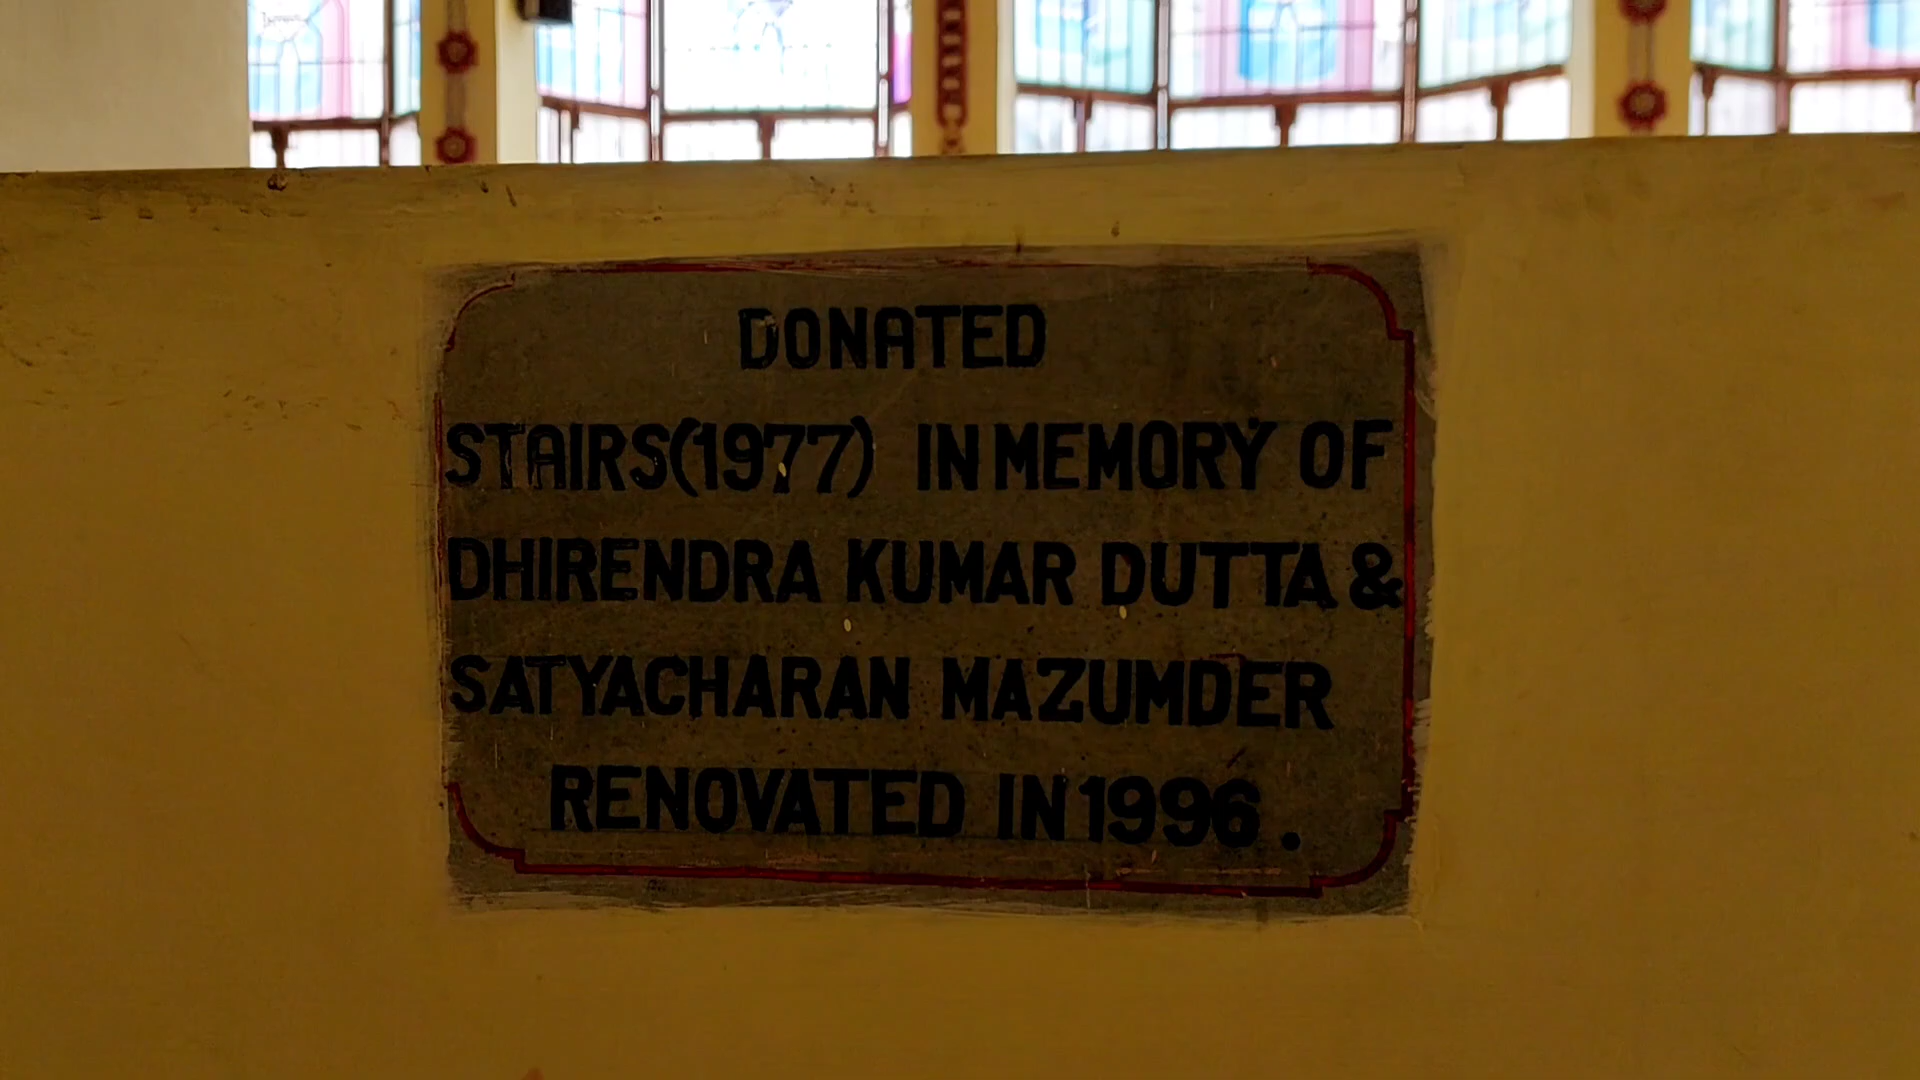 DONATED
STAIRS(1977) IN MEMORY OF
DHIRENDRA KUMAR DUTTA &
SATYACHARAN MAZUMDER
RENOVATED IN 1996.